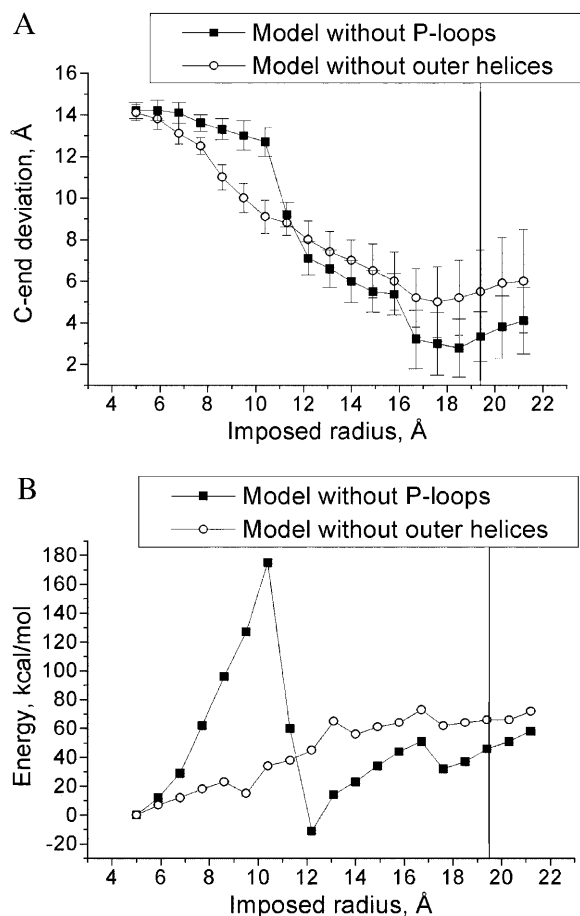 A
Model without P-loops
Model without outer helices
16
14
12
10
8
6
4
2
0
C-end deviation, Å
4 6 8 10 12 14 16 18 20 22
Imposed radius, Å
B
Model without P-loops
Model without outer helices
180
160
140
120
100
80
60
40
20
0
-20
Energy, kcal/mol
4 6 8 10 12 14 16 18 20 22
Imposed radius, Å